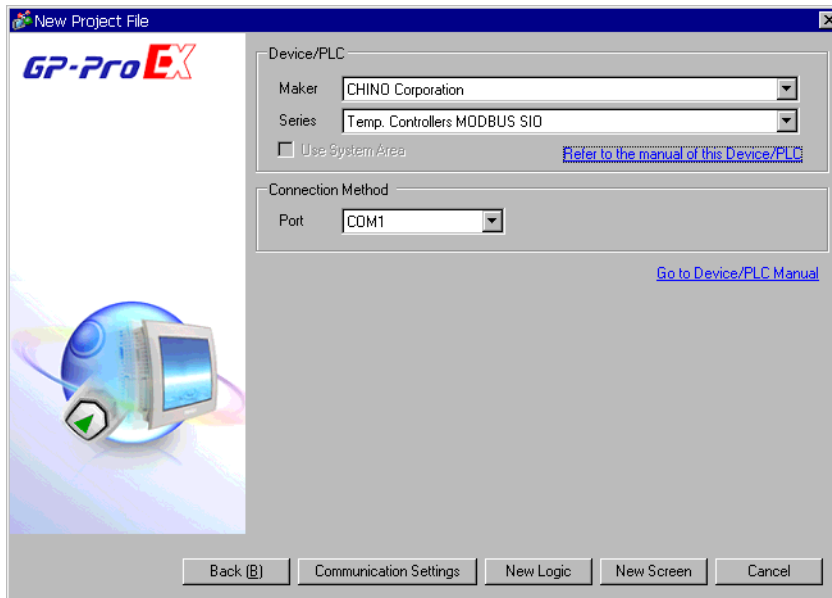 New Project File
GP-Pro EX
Device/PLC
Maker CHINO Corporation
Series Temp. Controllers MODBUS SIO
Use System Area Refer to the manual of this Device/PLC
Connection Method
Port COM1
Go to Device/PLC Manual
Back (B) Communication Settings New Logic New Screen Cancel